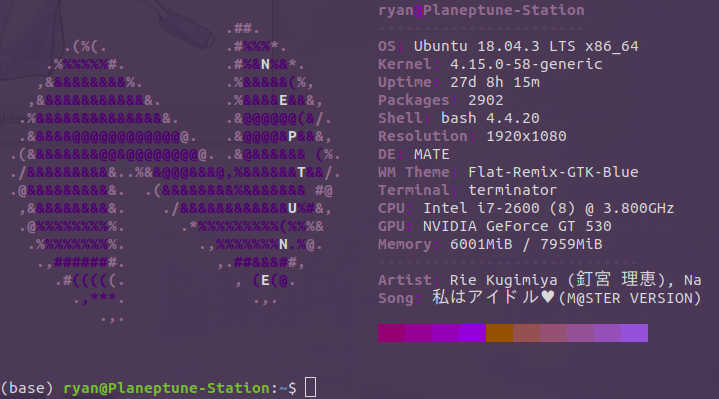 ryan@Planeptune-Station
-----------------------
OS: Ubuntu 18.04.3 LTS x86_64
Kernel: 4.15.0-58-generic
Uptime: 27d 8h 15m
Packages: 2902
Shell: bash 4.4.20
Resolution: 1920x1080
DE: MATE
WM Theme: Flat-Remix-GTK-Blue
Terminal: terminator
CPU: Intel i7-2600 (8) @ 3.800GHz
GPU: NVIDIA GeForce GT 530
Memory: 6001MiB / 7959MiB
-----------------------------
Artist: Rie Kugimiya (釘宮 理恵), Na
Song: 私はアイドル♥(M@STER VERSION)
N
E
P
T
U
N
E
(base) ryan@Planeptune-Station:~$